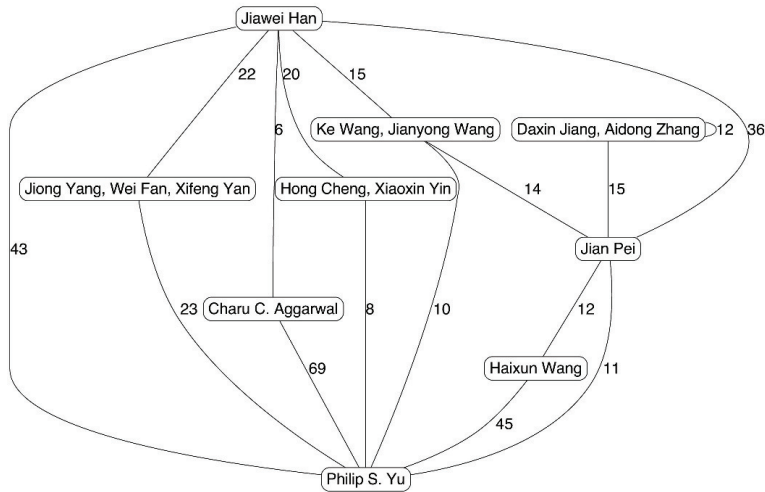 Jiawei Han
22
20
15
6
Ke Wang, Jianyong Wang
Daxin Jiang, Aidong Zhang
12
36
Jiong Yang, Wei Fan, Xifeng Yan
Hong Cheng, Xiaoxin Yin
14
15
43
Jian Pei
23
Charu C. Aggarwal
8
10
12
69
Haixun Wang
11
45
Philip S. Yu